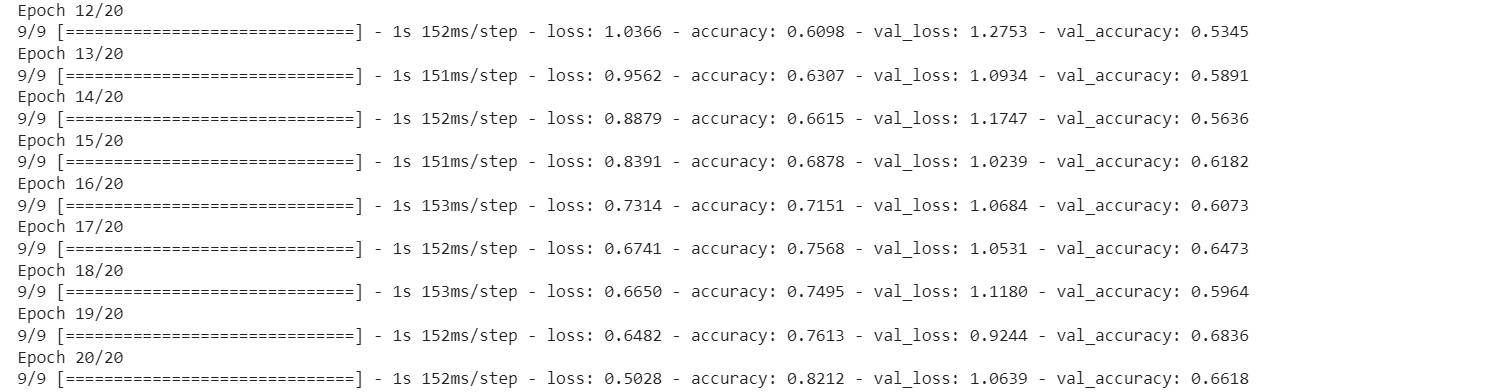 Epoch 12/20
9/9 [==============================] - 1s 152ms/step - loss: 1.0366 - accuracy: 0.6098 - val_loss: 1.2753 - val_accuracy: 0.5345
Epoch 13/20
9/9 [==============================] - 1s 151ms/step - loss: 0.9562 - accuracy: 0.6307 - val_loss: 1.0934 - val_accuracy: 0.5891
Epoch 14/20
9/9 [==============================] - 1s 152ms/step - loss: 0.8879 - accuracy: 0.6615 - val_loss: 1.1747 - val_accuracy: 0.5636
Epoch 15/20
9/9 [==============================] - 1s 151ms/step - loss: 0.8391 - accuracy: 0.6878 - val_loss: 1.0239 - val_accuracy: 0.6182
Epoch 16/20
9/9 [==============================] - 1s 153ms/step - loss: 0.7314 - accuracy: 0.7151 - val_loss: 1.0684 - val_accuracy: 0.6073
Epoch 17/20
9/9 [==============================] - 1s 152ms/step - loss: 0.6741 - accuracy: 0.7568 - val_loss: 1.0531 - val_accuracy: 0.6473
Epoch 18/20
9/9 [==============================] - 1s 153ms/step - loss: 0.6650 - accuracy: 0.7495 - val_loss: 1.1180 - val_accuracy: 0.5964
Epoch 19/20
9/9 [==============================] - 1s 152ms/step - loss: 0.6482 - accuracy: 0.7613 - val_loss: 0.9244 - val_accuracy: 0.6836
Epoch 20/20
9/9 [==============================] - 1s 152ms/step - loss: 0.5028 - accuracy: 0.8212 - val_loss: 1.0639 - val_accuracy: 0.6618